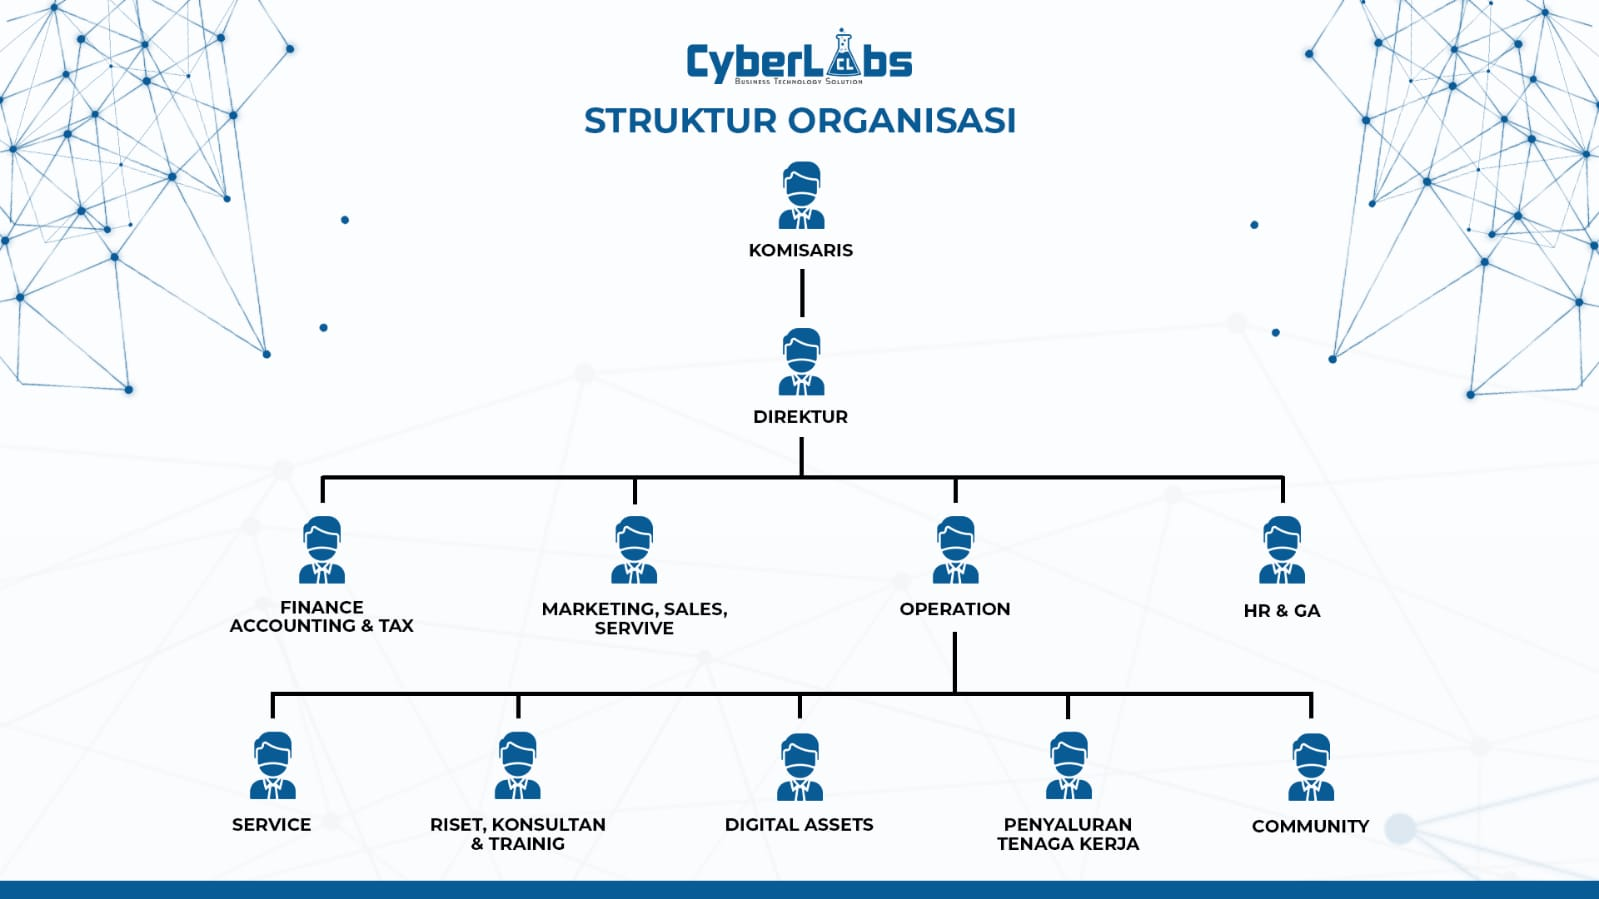 CyberLabs
CL
Business Technology Solution
STRUKTUR ORGANISASI
KOMISARIS
DIREKTUR
FINANCE
ACCOUNTING & TAX
MARKETING, SALES,
SERVIVE
OPERATION
HR & GA
SERVICE
RISET, KONSULTAN
& TRAINIG
DIGITAL ASSETS
PENYALURAN
TENAGA KERJA
COMMUNITY